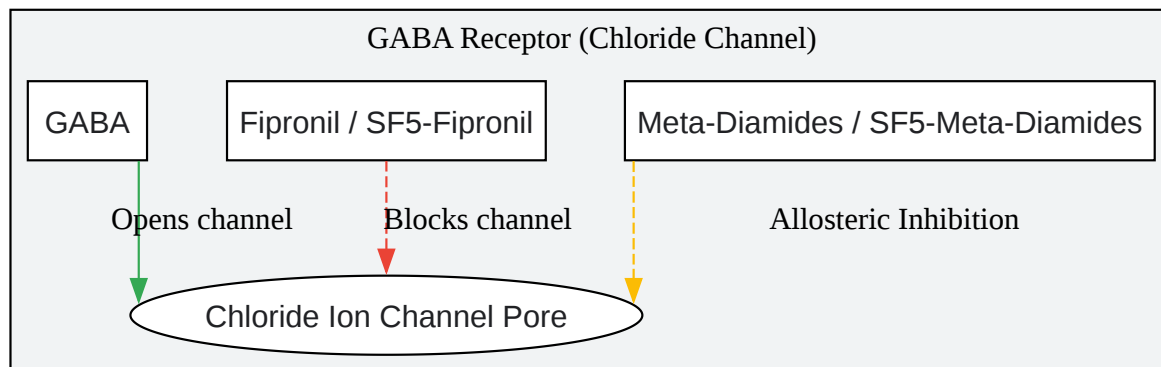 GABA Receptor (Chloride Channel)
GABA
Fipronil / SF5-Fipronil
Meta-Diamides / SF5-Meta-Diamides
Opens channel
Blocks channel
Allosteric Inhibition
Chloride Ion Channel Pore